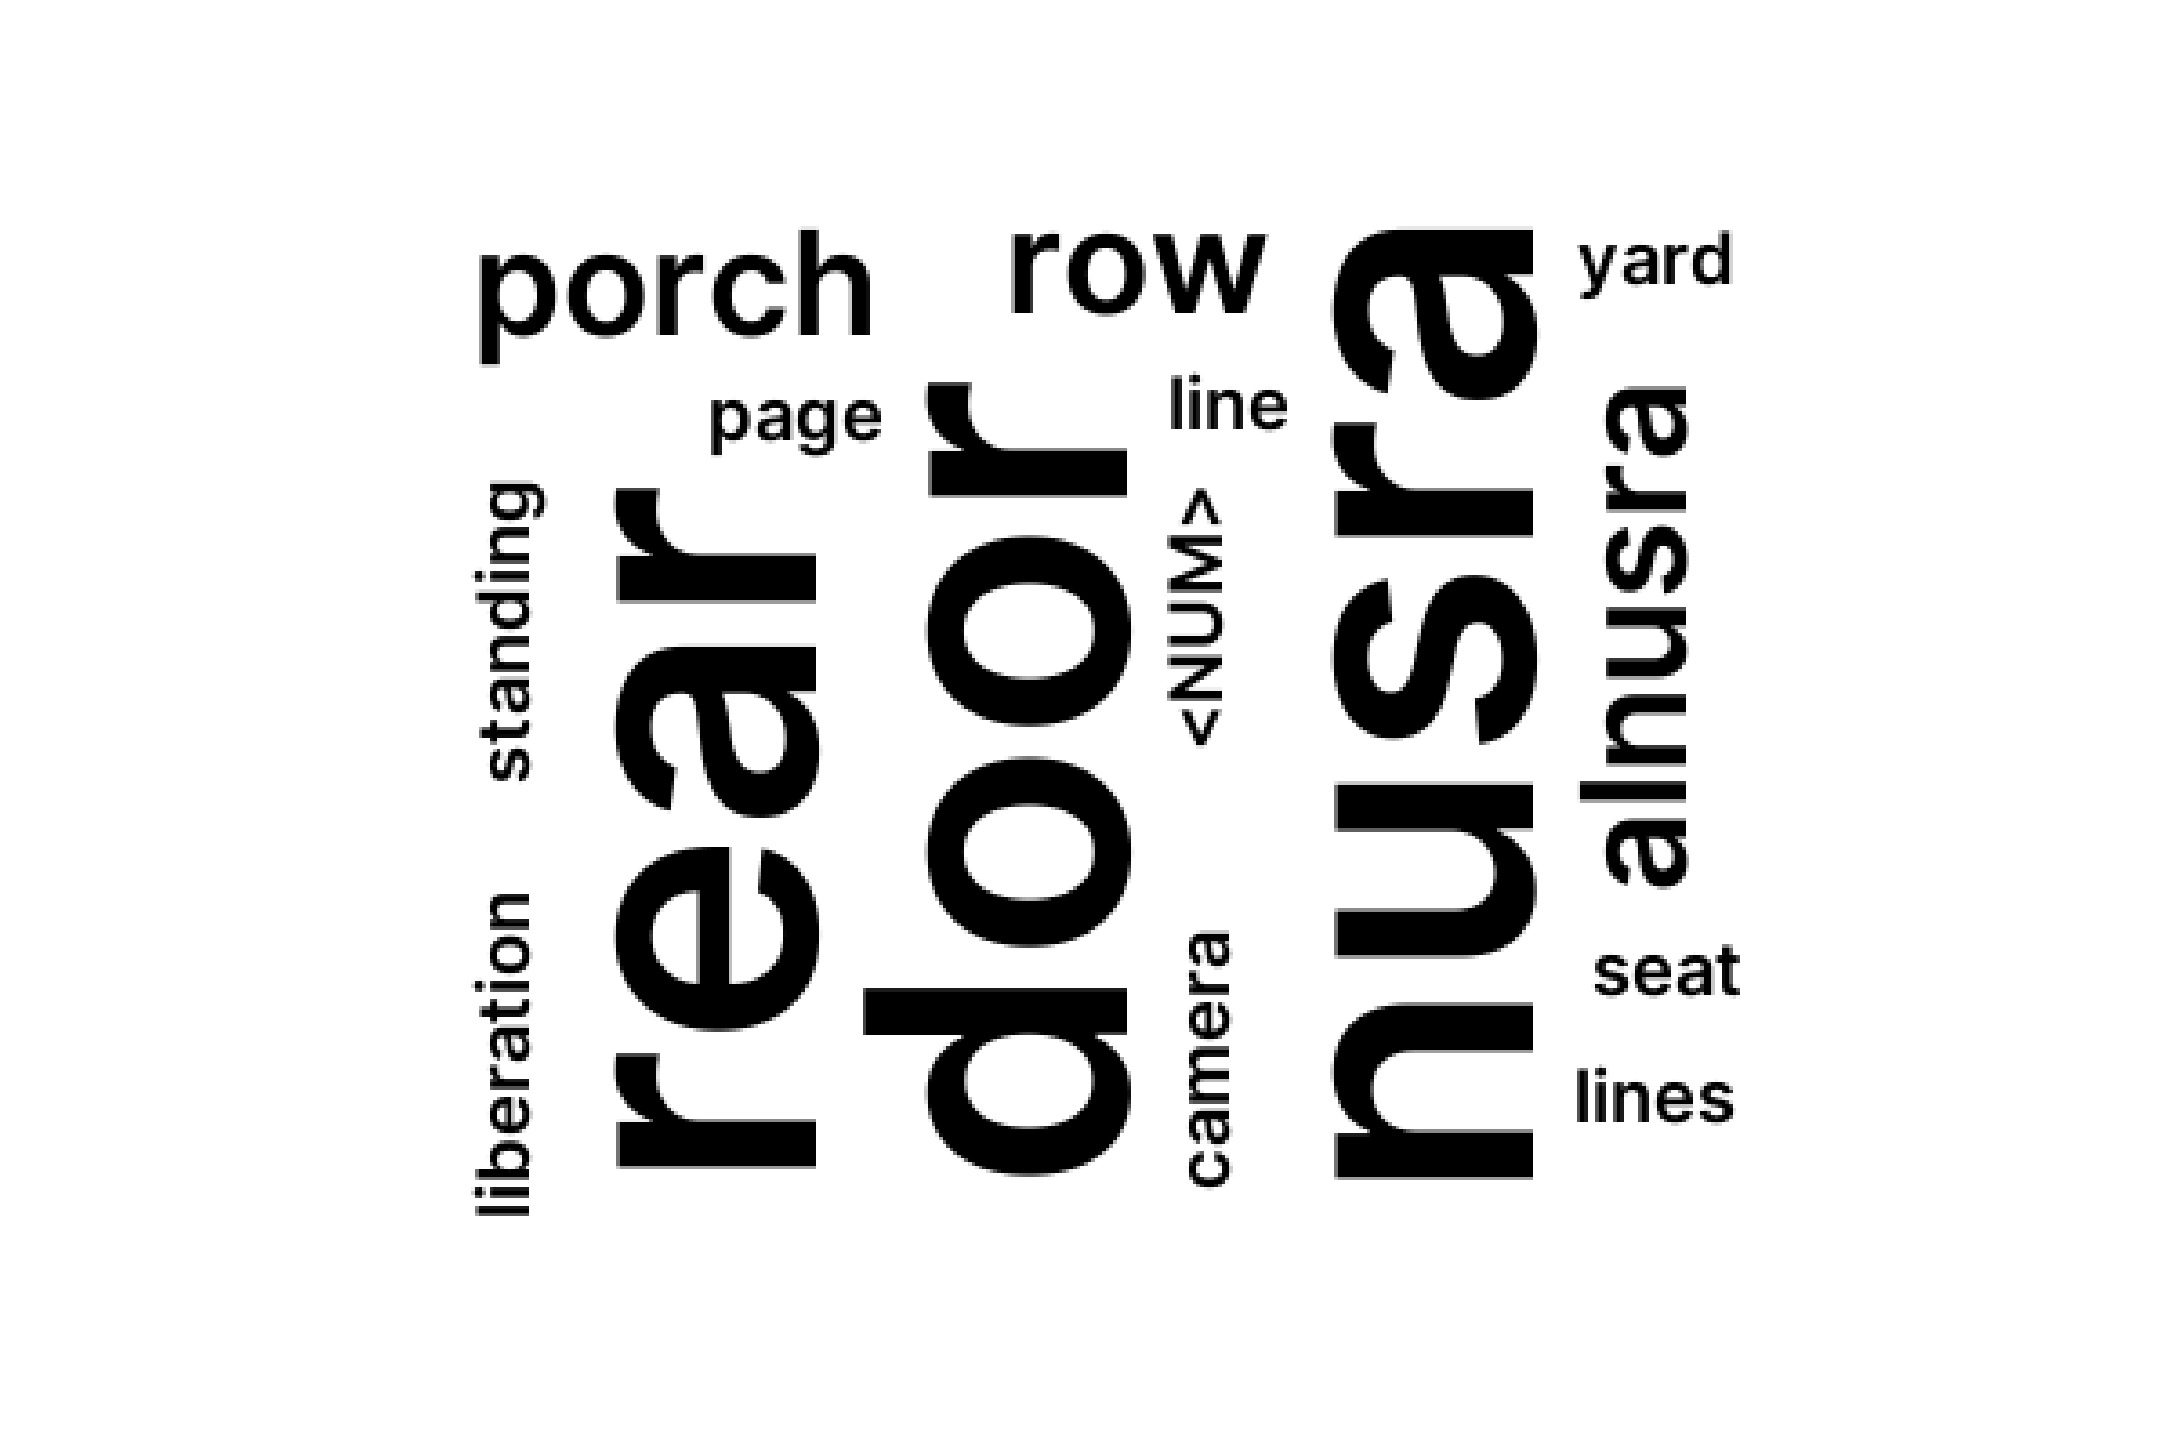 porch
row
yard
page
line
standing
rear
door
<NUM>
nusra
alnusra
liberation
camera
seat
lines